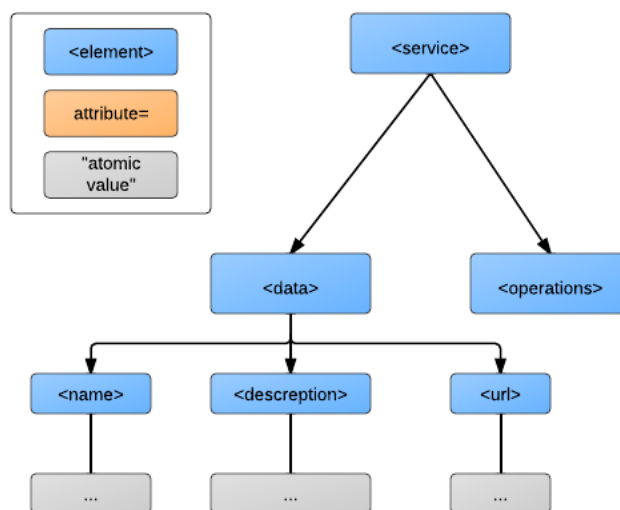 <element>
attribute=
"atomic
value"
<service>
<data>
<operations>
<name>
<descreption>
<url>
...
...
...